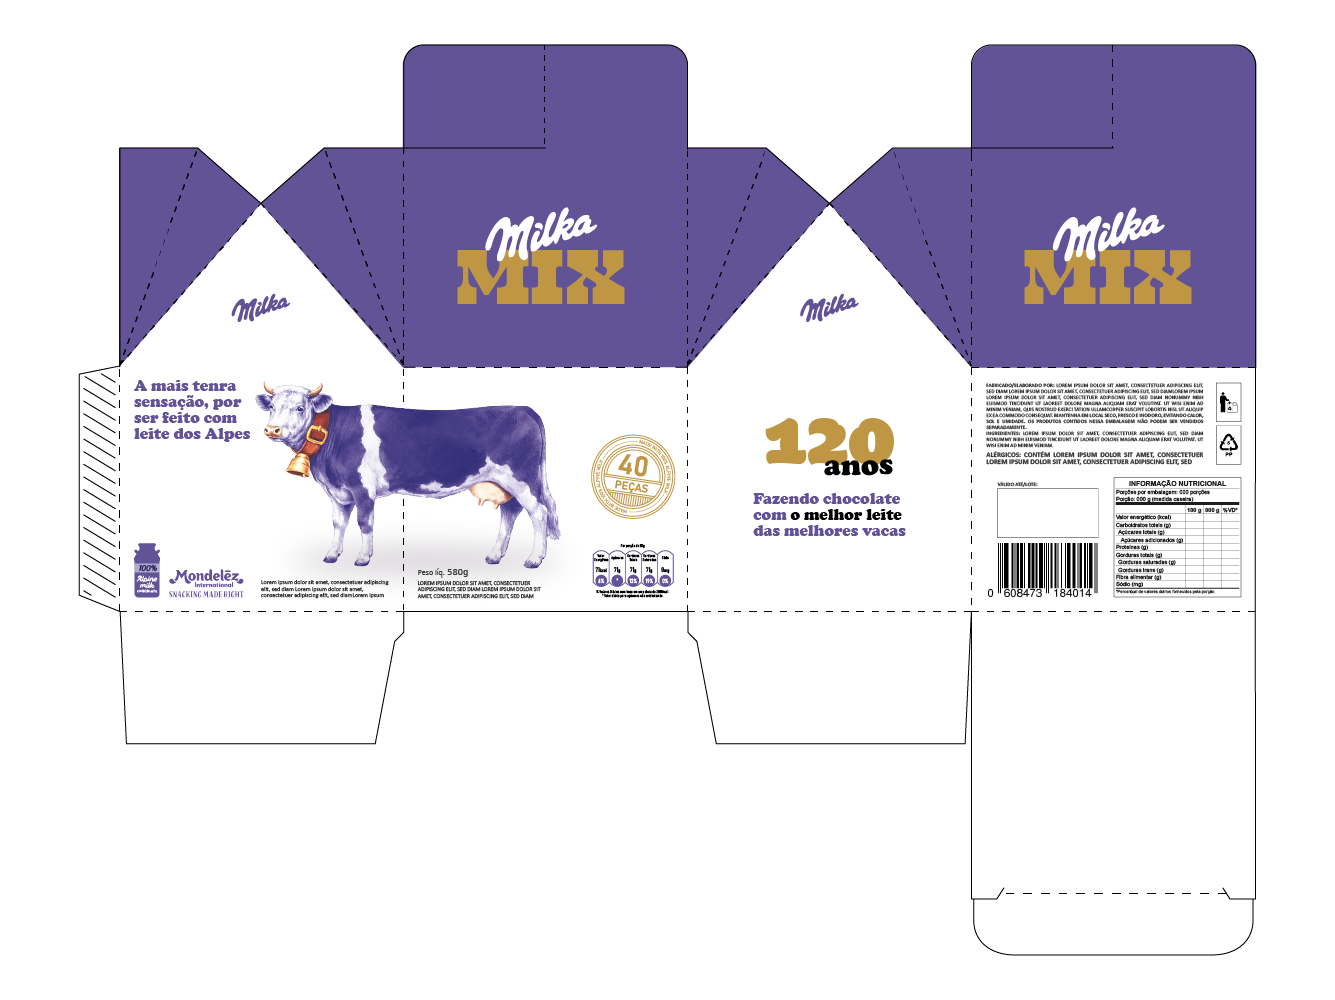 Milka
MIX
Milka
MIX
Milka
Milka
A mais tenra
sensação, por
ser feito com
leite dos Alpes
100%
Alpine
milk
CHOCOLATE
Mondelēz
International
SNACKING MADE RIGHT
Lorem ipsum dolor sit amet, consectetuer adipiscing
elit, sed diam Lorem ipsum dolor sit amet,
consectetuer adipiscing elit, sed diamLorem ipsum
MADE WITH 100% ALPINE MILK
40
PEÇAS
MADE WITH 100% ALPINE MILK
Peso líq. 580g
LOREM IPSUM DOLOR SIT AMET, CONSECTETUER
ADIPISCING ELIT, SED DIAM LOREM IPSUM DOLOR SIT
AMET, CONSECTETUER ADIPISCING ELIT, SED DIAM
120
anos
Fazendo chocolate
com o melhor leite
das melhores vacas
FABRICADO/ELABORADO POR: LOREM IPSUM DOLOR SIT AMET, CONSECTETUER ADIPISCING ELIT,
SED DIAM LOREM IPSUM DOLOR SIT AMET, CONSECTETUER ADIPISCING ELIT, SED DIAMLOREM IPSUM
LOREM IPSUM DOLOR SIT AMET, CONSECTETUER ADIPISCING ELIT, SED DIAM NONUMMY NIBH
EUISMOD TINCIDUNT UT LAOREET DOLORE MAGNA ALIQUAM ERAT VOLUTPAT. UT WISI ENIM AD
MINIM VENIAM, QUIS NOSTRUD EXERCI TATION ULLAMCORPER SUSCIPIT LOBORTIS NISL UT ALIQUIP
EX EA COMMODO CONSEQUAT. MANTENHA EM LOCAL SECO, FRESCO E INODORO, EVITANDO CALOR,
SOL E UMIDADE. OS PRODUTOS CONTIDOS NESSA EMBALAGEM NÃO PODEM SER VENDIDOS
SEPARADAMENTE.
INGREDIENTES: LOREM IPSUM DOLOR SIT AMET, CONSECTETUER ADIPISCING ELIT, SED DIAM
NONUMMY NIBH EUISMOD TINCIDUNT UT LAOREET DOLORE MAGNA ALIQUAM ERAT VOLUTPAT. UT
WISI ENIM AD MINIM VENIAM.
ALÉRGICOS: CONTÉM LOREM IPSUM DOLOR SIT AMET, CONSECTETUER
LOREM IPSUM DOLOR SIT AMET, CONSECTETUER ADIPISCING ELIT, SED
PP
VÁLIDO ATÉ/LOTE:
0 608473 184014
INFORMAÇÃO NUTRICIONAL
Porções por embalagem: 000 porções
Porção: 000 g (medida caseira)
100 g 000 g %VD*
Valor energético (kcal)
Carboidratos totais (g)
Açúcares totais (g)
Açúcares adicionados (g)
Proteínas (g)
Gorduras totais (g)
Gorduras saturadas (g)
Gorduras trans (g)
Fibra alimentar (g)
Sódio (mg)
*Percentual de valores diários fornecidos pela porção.